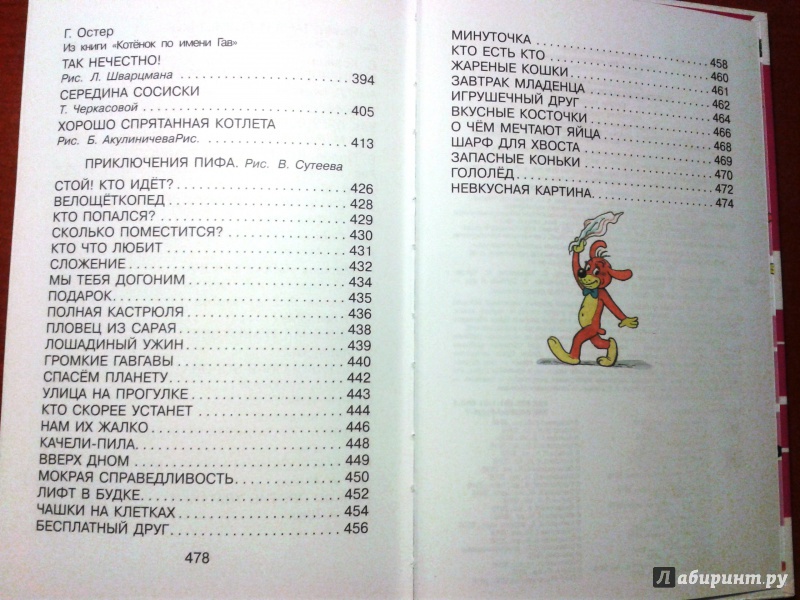 Г. Остер
Из книги «Котёнок по имени Гав»
ТАК НЕЧЕСТНО!
Рис. Л. Шварцмана 394
СЕРЕДИНА СОСИСКИ
Т. Черкасовой 405
ХОРОШО СПРЯТАННАЯ КОТЛЕТА
Рис. Б. АкулиничеваРис. 413
ПРИКЛЮЧЕНИЯ ПИФА. Рис. В. Сутеева
СТОЙ! КТО ИДЁТ? 426
ВЕЛОЩЁТКОПЕД 428
КТО ПОПАЛСЯ? 429
СКОЛЬКО ПОМЕСТИТСЯ? 430
КТО ЧТО ЛЮБИТ 431
СЛОЖЕНИЕ 432
МЫ ТЕБЯ ДОГОНИМ 434
ПОДАРОК 435
ПОЛНАЯ КАСТРЮЛЯ 436
ПЛОВЕЦ ИЗ САРАЯ 438
ЛОШАДИНЫЙ УЖИН 439
ГРОМКИЕ ГАВГАВЫ 440
СПАСЁМ ПЛАНЕТУ 442
УЛИЦА НА ПРОГУЛКЕ 443
КТО СКОРЕЕ УСТАНЕТ 444
НАМ ИХ ЖАЛКО 446
КАЧЕЛИ-ПИЛА 448
ВВЕРХ ДНОМ 449
МОКРАЯ СПРАВЕДЛИВОСТЬ 450
ЛИФТ В БУДКЕ 452
ЧАШКИ НА КЛЕТКАХ 454
БЕСПЛАТНЫЙ ДРУГ 456
478
МИНУТОЧКА 458
КТО ЕСТЬ КТО 460
ЖАРЕНЫЕ КОШКИ 461
ЗАВТРАК МЛАДЕНЦА 462
ИГРУШЕЧНЫЙ ДРУГ 464
ВКУСНЫЕ КОСТОЧКИ 466
О ЧЁМ МЕЧТАЮТ ЯЙЦА 468
ШАРФ ДЛЯ ХВОСТА 469
ЗАПАСНЫЕ КОНЬКИ 470
ГОЛОЛЁД 472
НЕВКУСНАЯ КАРТИНА 474
Лабиринт.ру